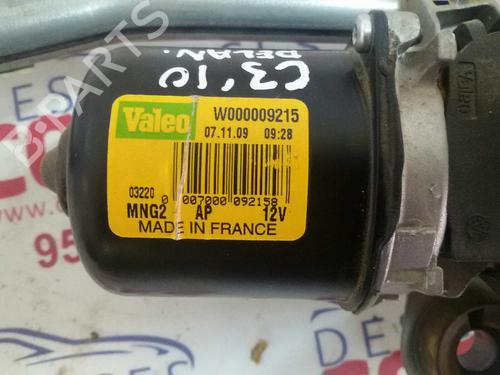 C3'10
DELAN.
Valeo
W000009215
07.11.09 09:28
03220
0 007000 092158
MNG2 AP 12V
MADE IN FRANCE
Valeo
B-PARTS